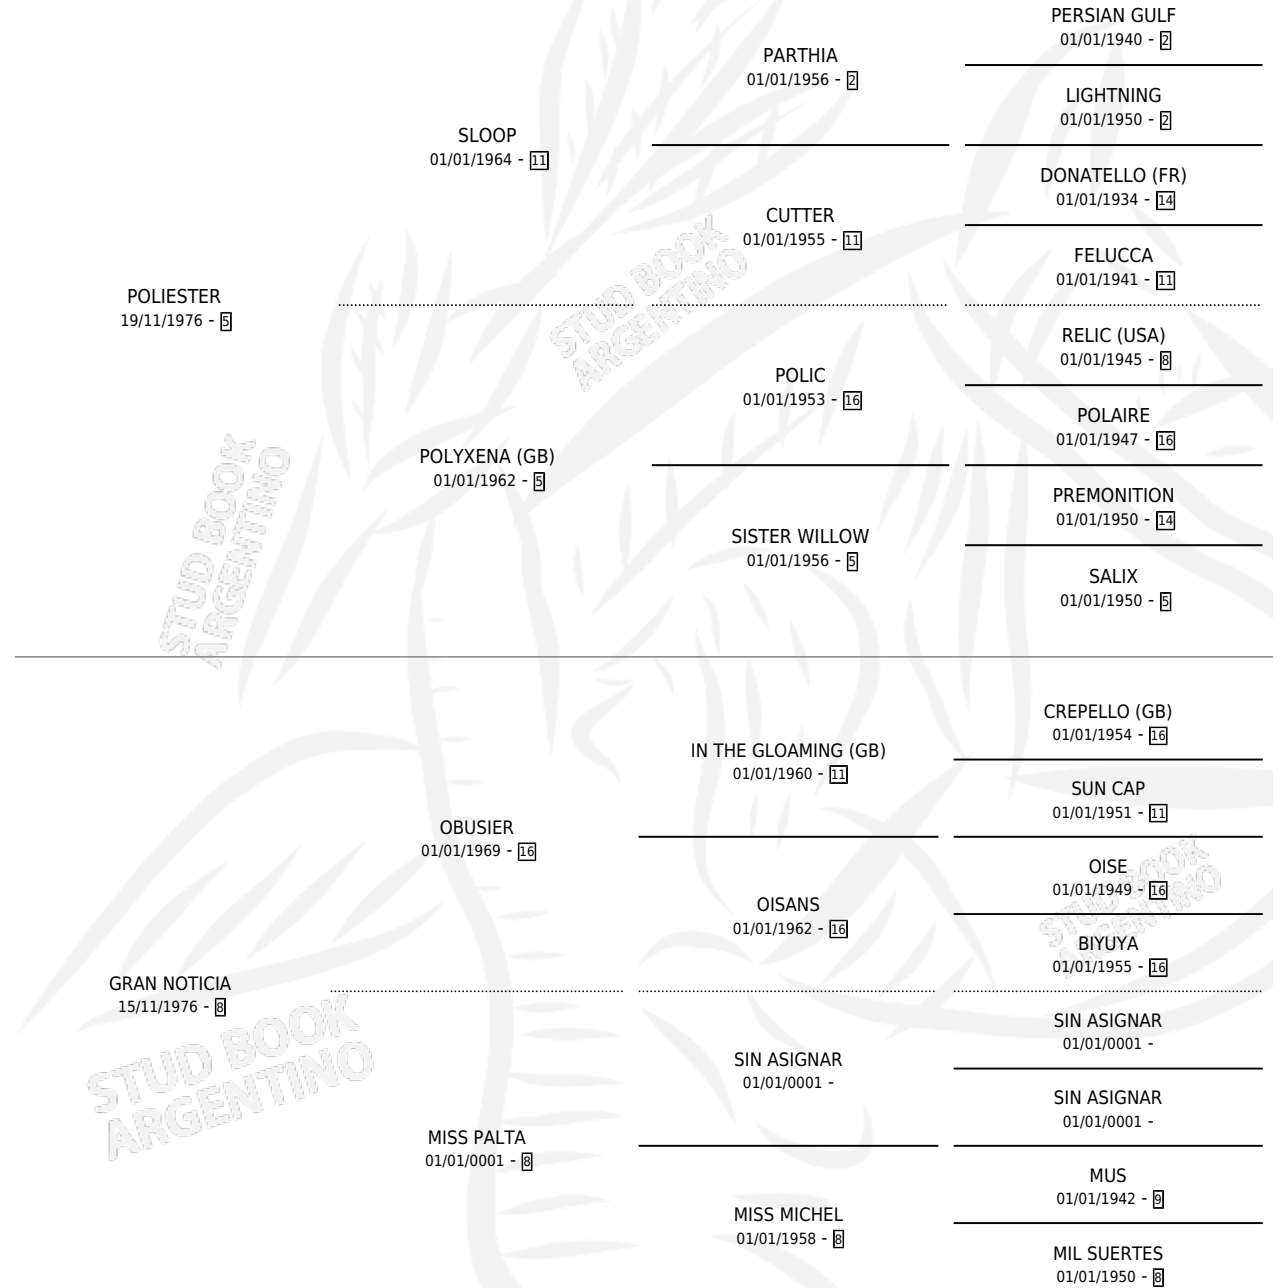 PERSIAN GULF
01/01/1940 - 2
PARTHIA
01/01/1956 - 2
LIGHTNING
01/01/1950 - 2
SLOOP
01/01/1964 - 11
DONATELLO (FR)
01/01/1934 - 14
CUTTER
01/01/1955 - 11
FELUCCA
01/01/1941 - 11
POLIESTER
19/11/1976 - 5
RELIC (USA)
01/01/1945 - 8
POLIC
01/01/1953 - 16
POLAIRE
01/01/1947 - 16
POLYXENA (GB)
01/01/1962 - 5
PREMONITION
01/01/1950 - 14
SISTER WILLOW
01/01/1956 - 5
SALIX
01/01/1950 - 5
CREPELLO (GB)
01/01/1954 - 16
IN THE GLOAMING (GB)
01/01/1960 - 11
SUN CAP
01/01/1951 - 11
OBUSIER
01/01/1969 - 16
OISE
01/01/1949 - 16
OISANS
01/01/1962 - 16
BIYUYA
01/01/1955 - 16
GRAN NOTICIA
15/11/1976 - 8
SIN ASIGNAR
01/01/0001 -
SIN ASIGNAR
01/01/0001 -
SIN ASIGNAR
01/01/0001 -
MISS PALTA
01/01/0001 - 8
MUS
01/01/1942 - 9
MISS MICHEL
01/01/1958 - 8
MIL SUERTES
01/01/1950 - 8
STUD BOOK
ARGENTINO
STUD BOOK
ARGENTINO
STUD BOOK
ARGENTINO
STUD BOOK
ARGENTINO